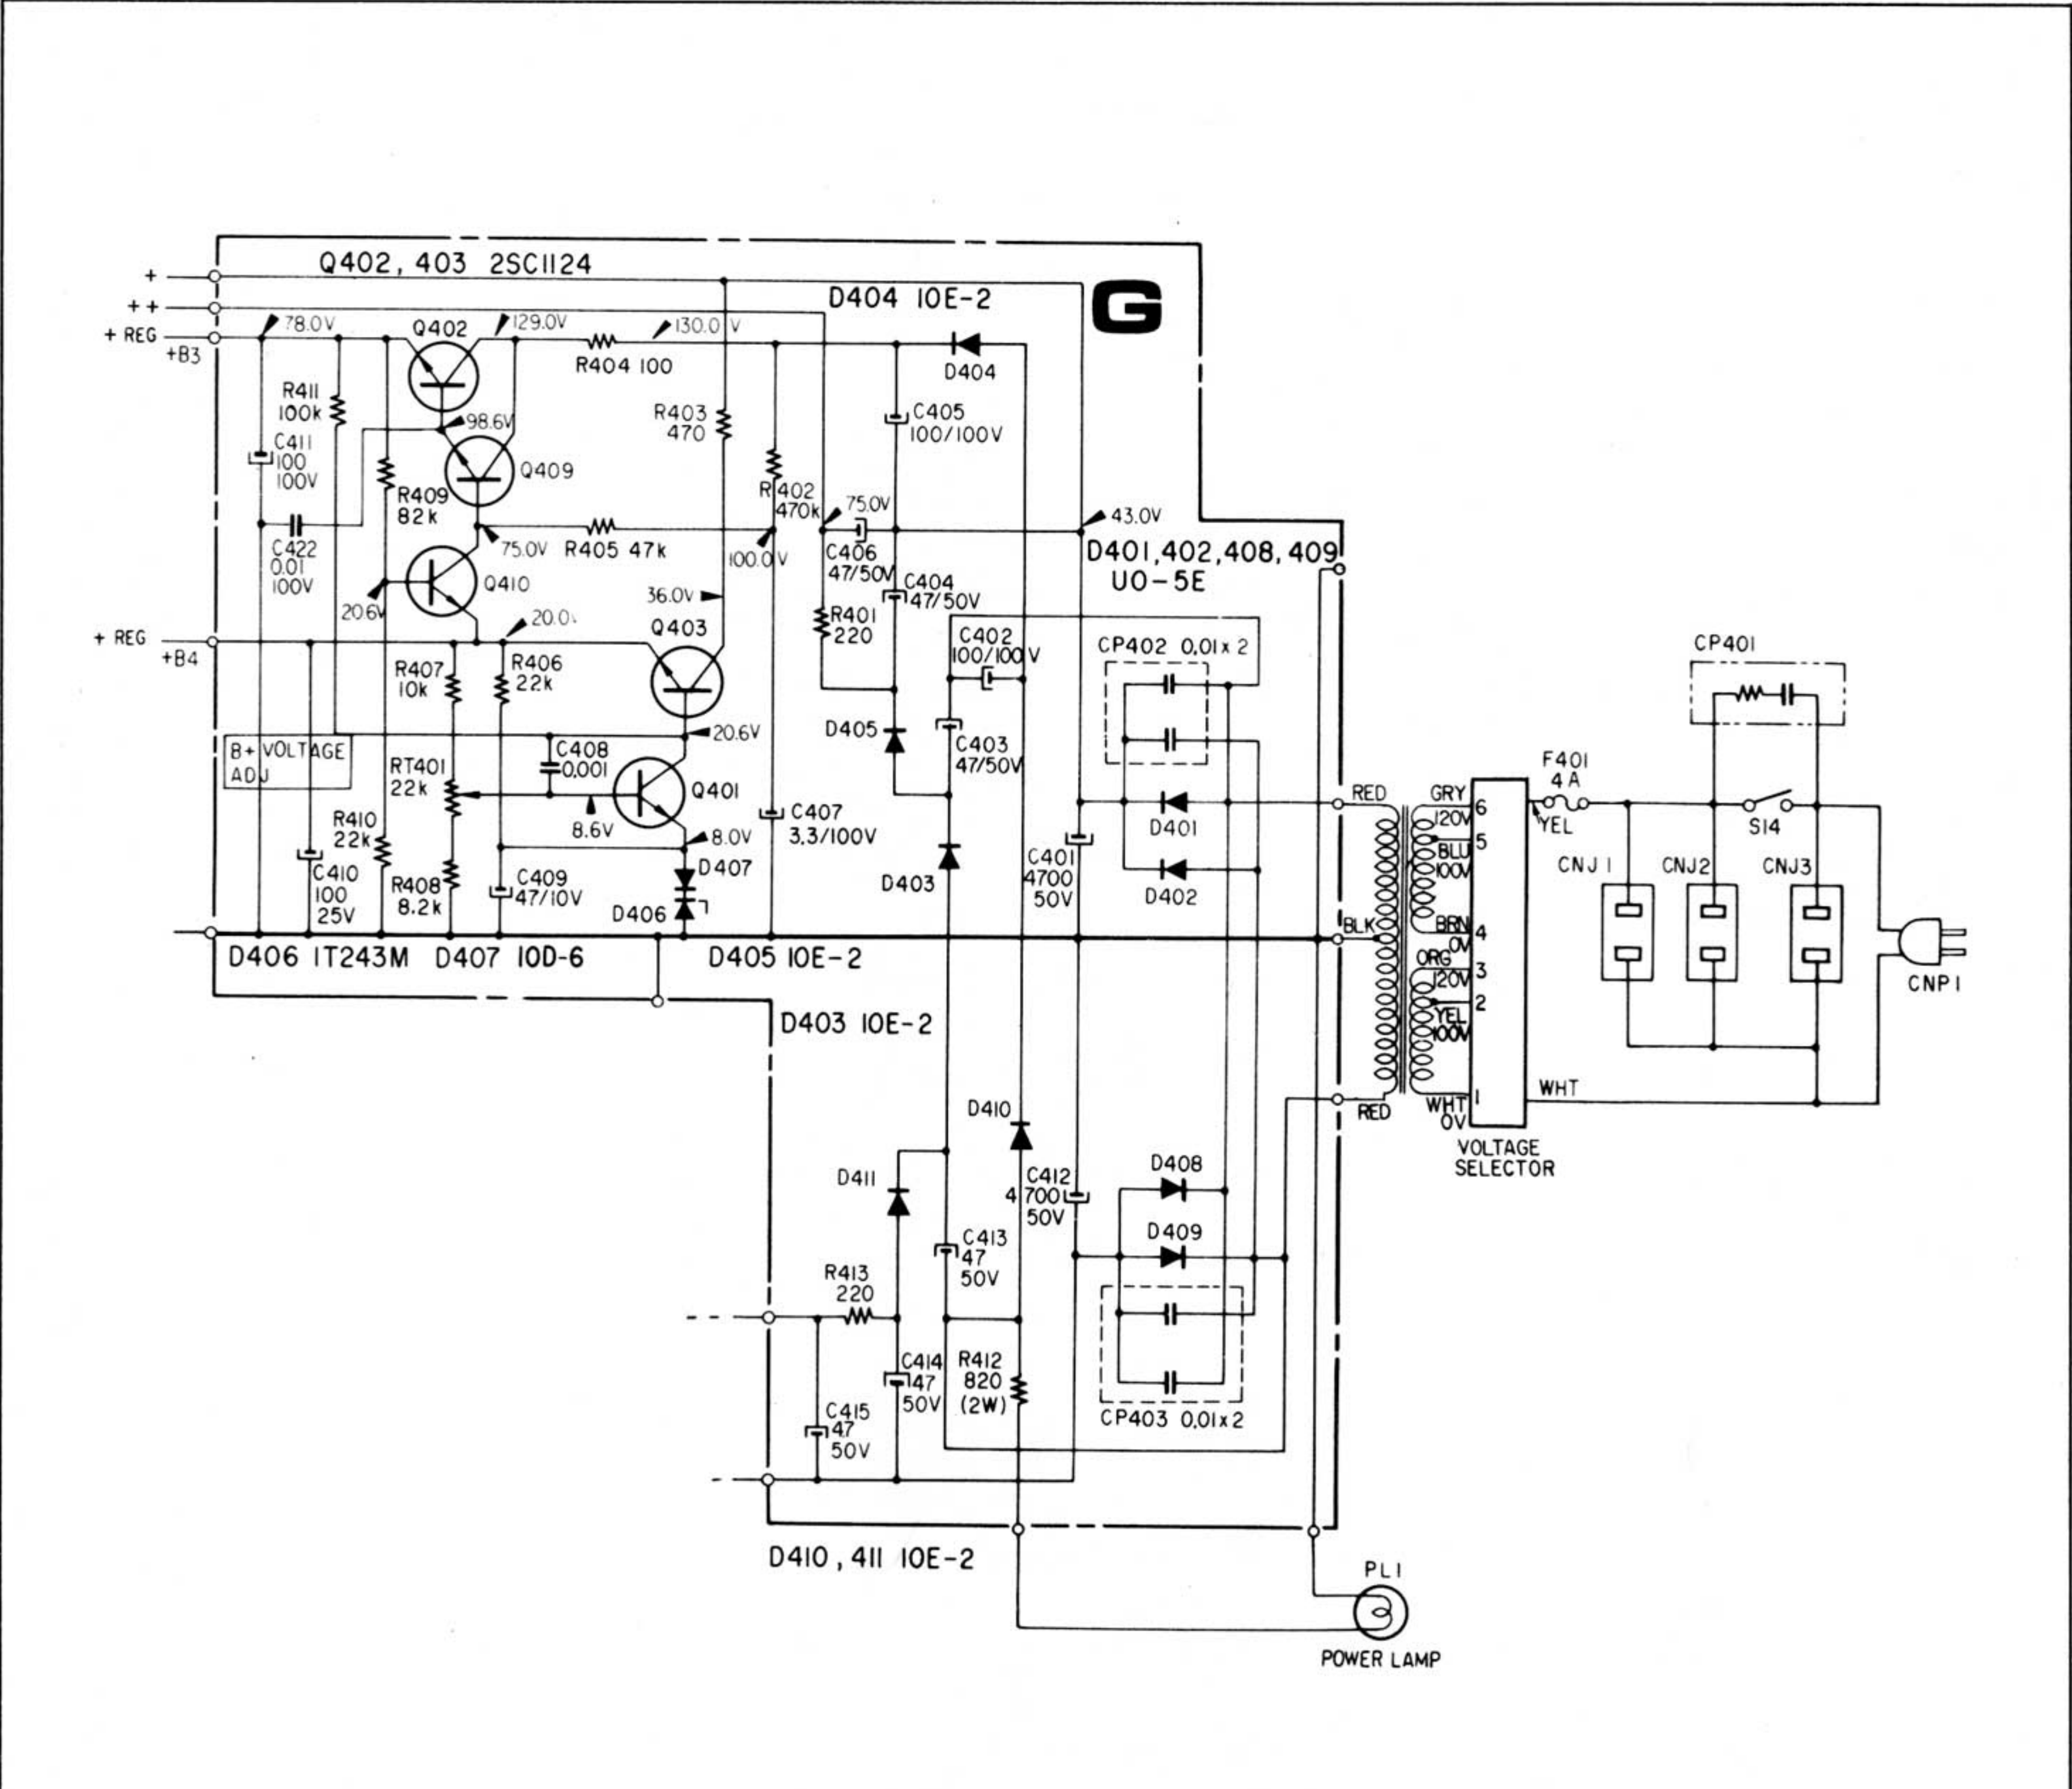 Q402, 403 2SC1124
+
++
+ REG
+B3
78.0V
Q402
129.0V
130.0 V
D404 10E-2
G
R404 100
D404
R411
100k
98.6V
R403
470
C405
100/100V
C411
100
100V
Q409
R409
82k
R402
470k
75.0V
43.0V
C422
0.01
100V
75.0V
R405 47k
100.0V
C406
47/50V
D401,402,408,409
U0-5E
Q410
20.6V
36.0V
C404
47/50V
+ REG
+B4
20.0
Q403
R401
220
C402
100/100V
CP402 0.01x2
CP401
R407
10k
R406
22k
20.6V
D405
C403
47/50V
B+ VOLTAGE
ADJ
C408
0.001
RT401
22k
Q401
8.6V
8.0V
C407
3.3/100V
D401
RED
GRY
120V
6
F401
4A
YEL
S14
5
BLU
100V
R410
22k
C410
100
25V
R408
8.2k
C409
47/10V
D407
D406
D403
C401
4700
50V
D402
CNJ1
CNJ2
CNJ3
BLK
BRN
0V
4
ORG
120V
3
CNP1
D406 1T243M D407 10D-6
D405 10E-2
2
YEL
100V
D403 10E-2
D410
RED
WHT
0V
1
WHT
VOLTAGE
SELECTOR
D411
C412
4700
50V
D408
D409
C413
47
50V
R413
220
C414
47
50V
R412
820
(2W)
C415
47
50V
CP403 0.01x2
D410, 411 10E-2
PL1
POWER LAMP